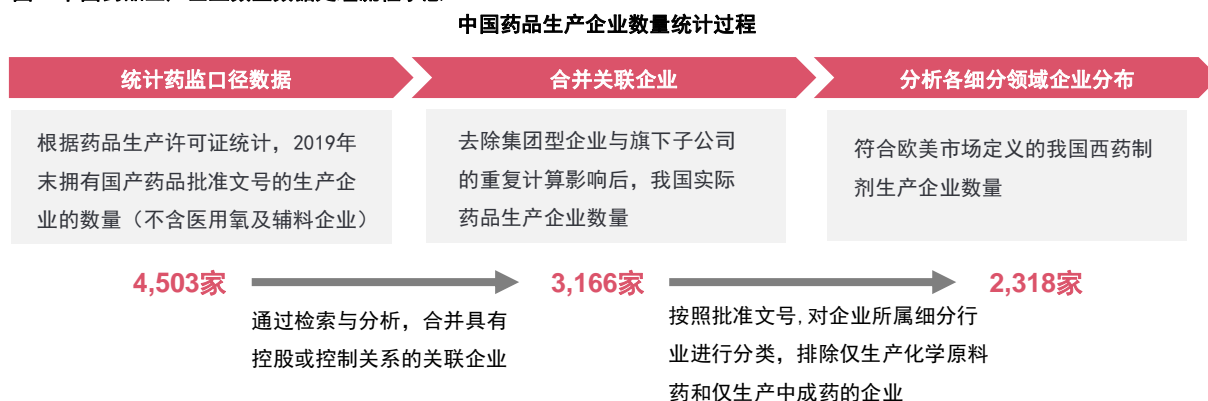 中国药品生产企业数量统计过程
统计药监口径数据
合并关联企业
分析各细分领域企业分布
根据药品生产许可证统计，2019年
末拥有国产药品批准文号的生产企
业的数量（不含医用氧及辅料企业）
去除集团型企业与旗下子公司
的重复计算影响后，我国实际
药品生产企业数量
符合欧美市场定义的我国西药制
剂生产企业数量
4,503家
3,166家
2,318家
通过检索与分析，合并具有
控股或控制关系的关联企业
按照批准文号,对企业所属细分行
业进行分类，排除仅生产化学原料
药和仅生产中成药的企业